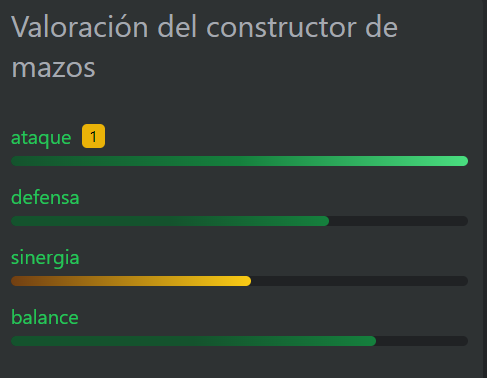 Valoración del constructor de
mazos
ataque 1
defensa
sinergia
balance